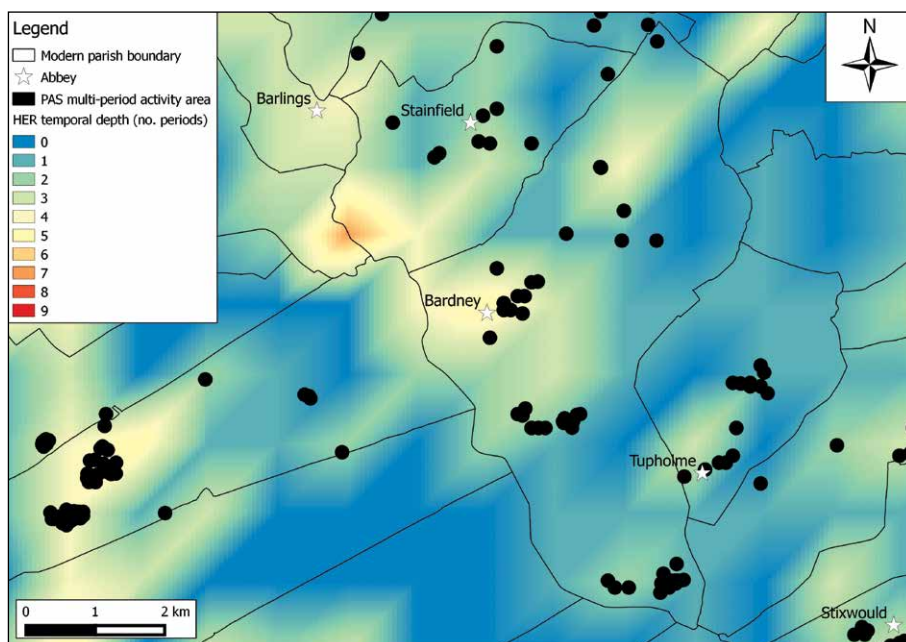 Legend
Modern parish boundary
Abbey
PAS multi-period activity area
HER temporal depth (no. periods)
0
1
2
3
4
5
6
7
8
9
N
Barlings
Stainfield
Bardney
Tupholme
Stixwould
0 1 2 km